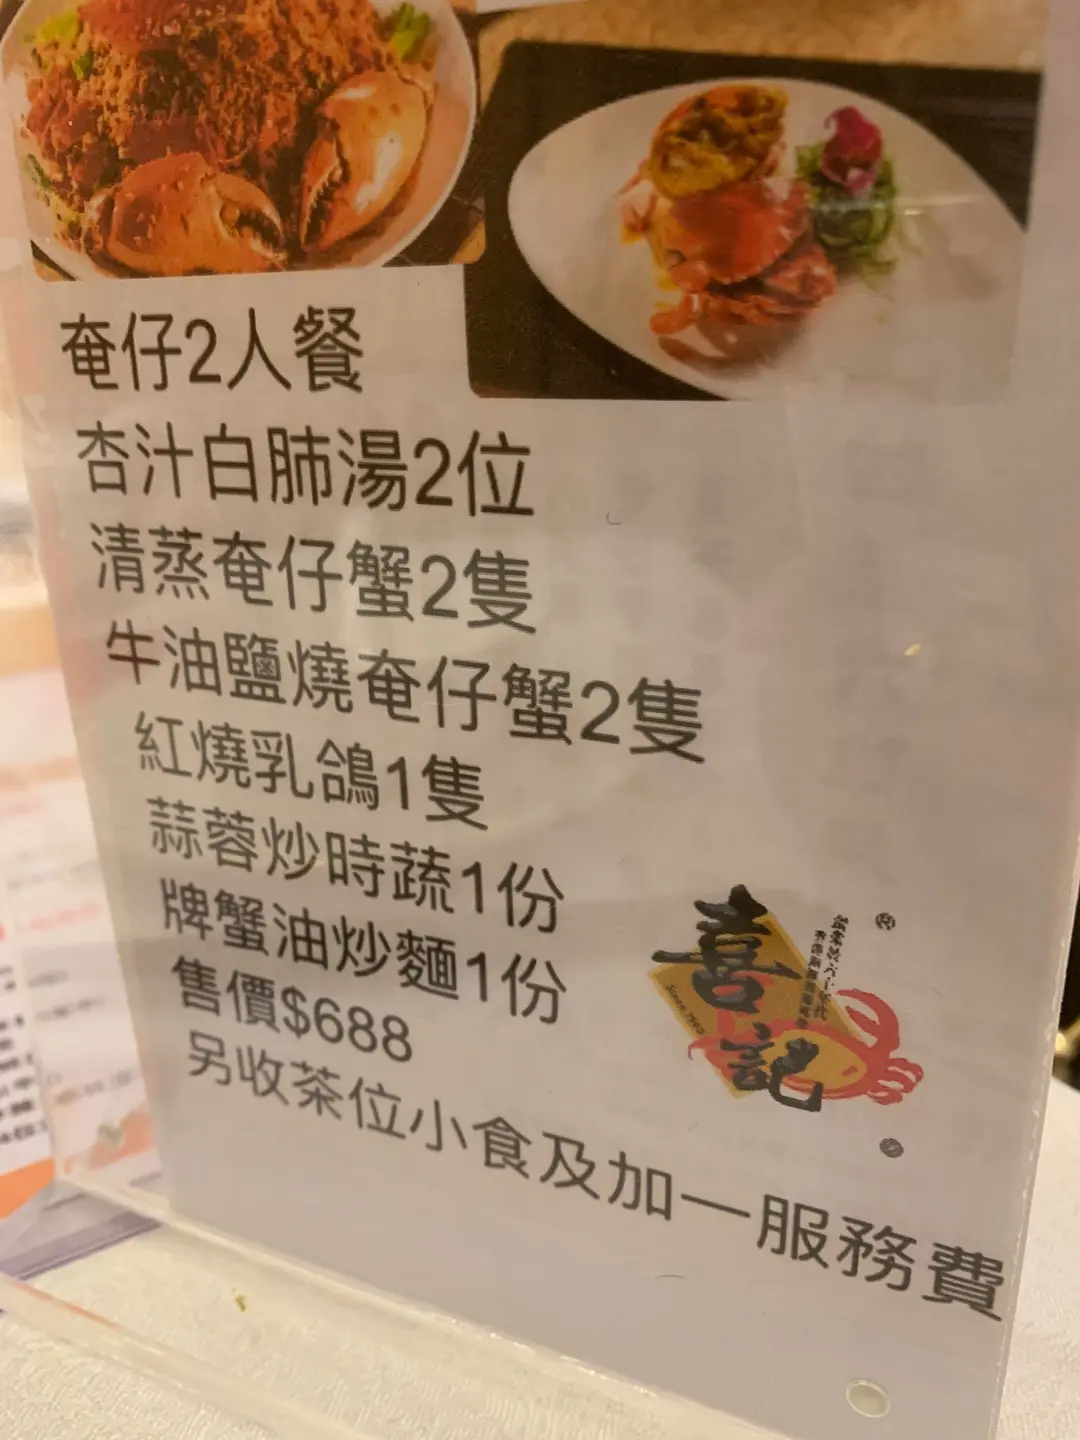 奄仔2人餐
杏汁白肺湯2位
清蒸奄仔蟹2隻
牛油鹽燒奄仔蟹2隻
紅燒乳鴿1隻
蒜蓉炒時蔬1份
牌蟹油炒麵1份
售價$688
另收茶位小食及加一服務費
喜記